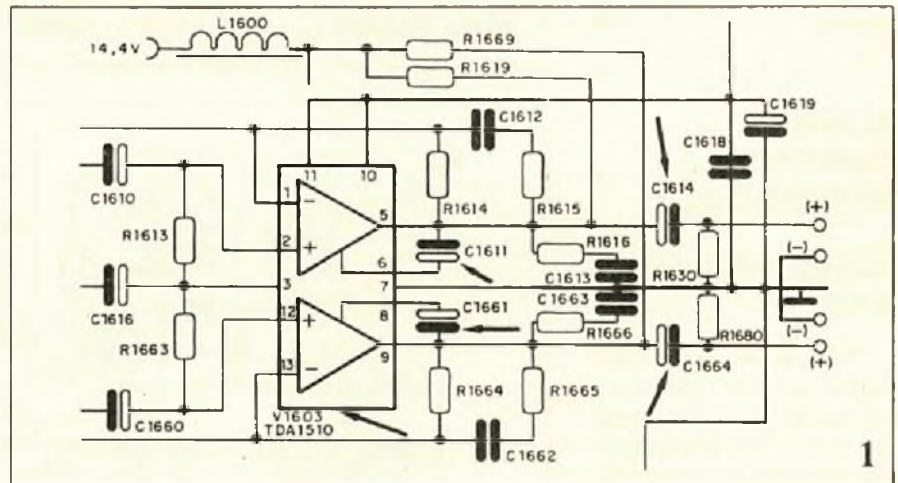 L1600
14,4V
R1669
R1619
C1612
C1619
C1618
C1614
11
10
C1610
1
-
R1614
R1615
5
(+)
R1613
2
+
6
C1611
R1616
R1630
(-)
C1613
C1616
3
7
C1663
R1663
12
+
8
C1661
R1666
R1680
(-)
13
-
9
(+)
C1660
R1664
R1665
C1664
V1603
TDA1510
C1662
1